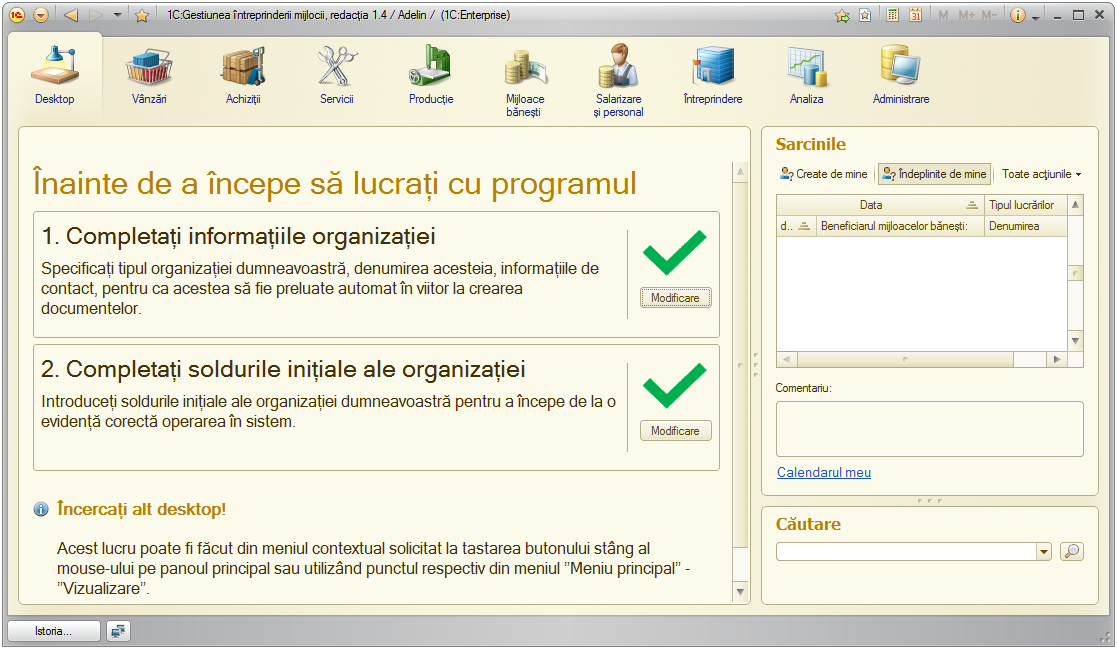 1C:Gestiunea întreprinderii mijlocii, redacția 1.4 / Adelin / (1C:Enterprise)
31 M M+ M-
Desktop
Vânzări
Achiziții
Servicii
Producție
Mijloace
bănești
Salarizare
și personal
Întreprindere
Analiza
Administrare
Înainte de a începe să lucrați cu programul
1. Completați informațiile organizației
Specificați tipul organizației dumneavoastră, denumirea acesteia, informațiile de
contact, pentru ca acestea să fie preluate automat în viitor la crearea
documentelor.
Modificare
2. Completați soldurile inițiale ale organizației
Introduceți soldurile inițiale ale organizației dumneavoastră pentru a începe de la o
evidență corectă operarea în sistem.
Modificare
Încercați alt desktop!
Acest lucru poate fi făcut din meniul contextual solicitat la tastarea butonului stâng al
mouse-ului pe panoul principal sau utilizând punctul respectiv din meniul ”Meniu principal” -
”Vizualizare”.
Sarcinile
Create de mine
Îndeplinite de mine
Toate acțiunile
Data
Tipul lucrărilor
d..
Beneficiarul mijloacelor bănești:
Denumirea
Comentariu:
Calendarul meu
Căutare
Istoria...